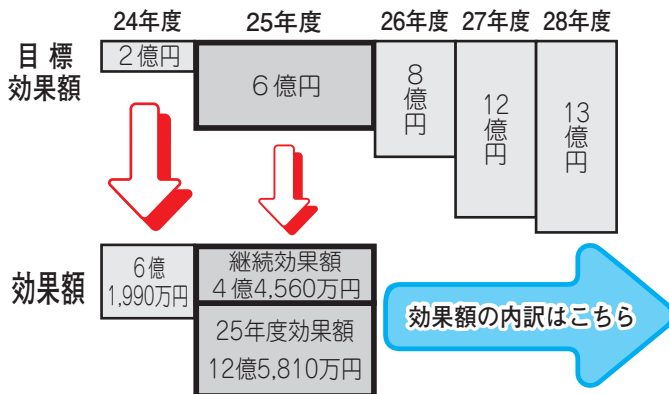 24年度 25年度 26年度 27年度 28年度
目標
効果額
2億円
6億円
8億円
12億円
13億円
効果額
6億
1,990万円
継続効果額
4億4,560万円
25年度効果額
12億5,810万円
効果額の内訳はこちら